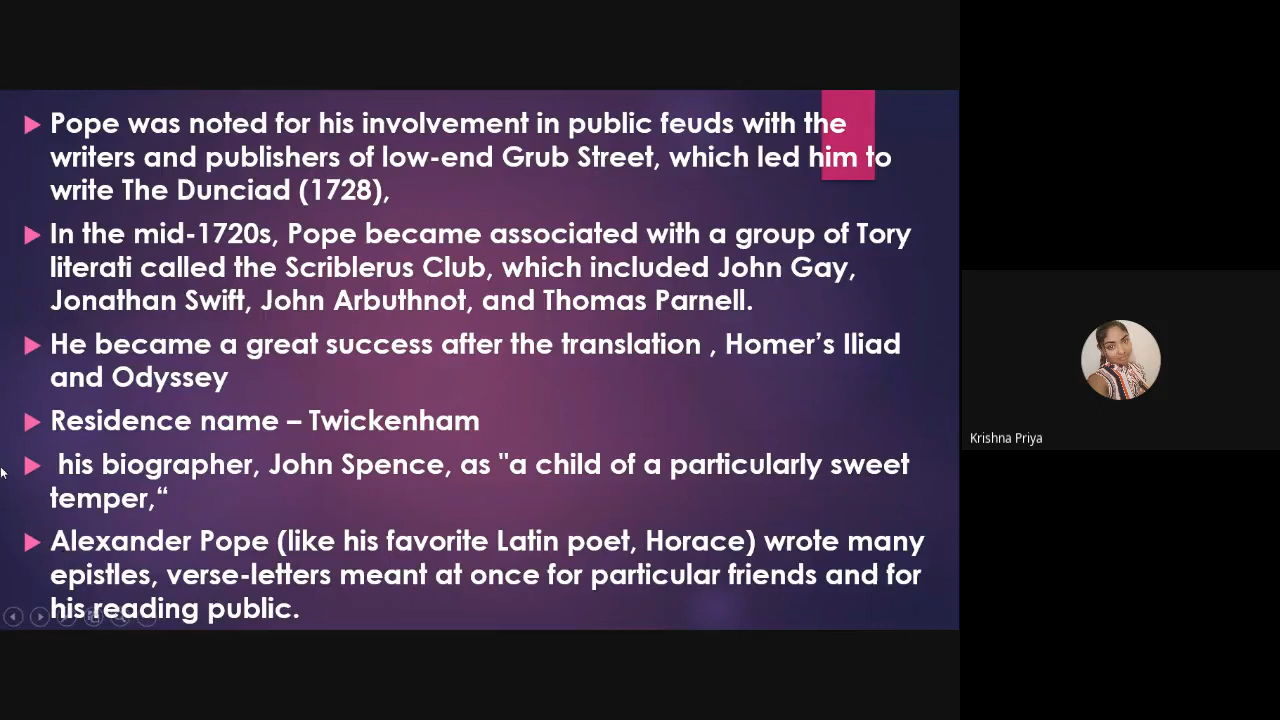 Pope was noted for his involvement in public feuds with the
writers and publishers of low-end Grub Street, which led him to
write The Dunciad (1728),
In the mid-1720s, Pope became associated with a group of Tory
literati called the Scriblerus Club, which included John Gay,
Jonathan Swift, John Arbuthnot, and Thomas Parnell.
He became a great success after the translation , Homer’s Iliad
and Odyssey
Residence name – Twickenham
his biographer, John Spence, as "a child of a particularly sweet
temper,“
Alexander Pope (like his favorite Latin poet, Horace) wrote many
epistles, verse-letters meant at once for particular friends and for
his reading public.
Krishna Priya